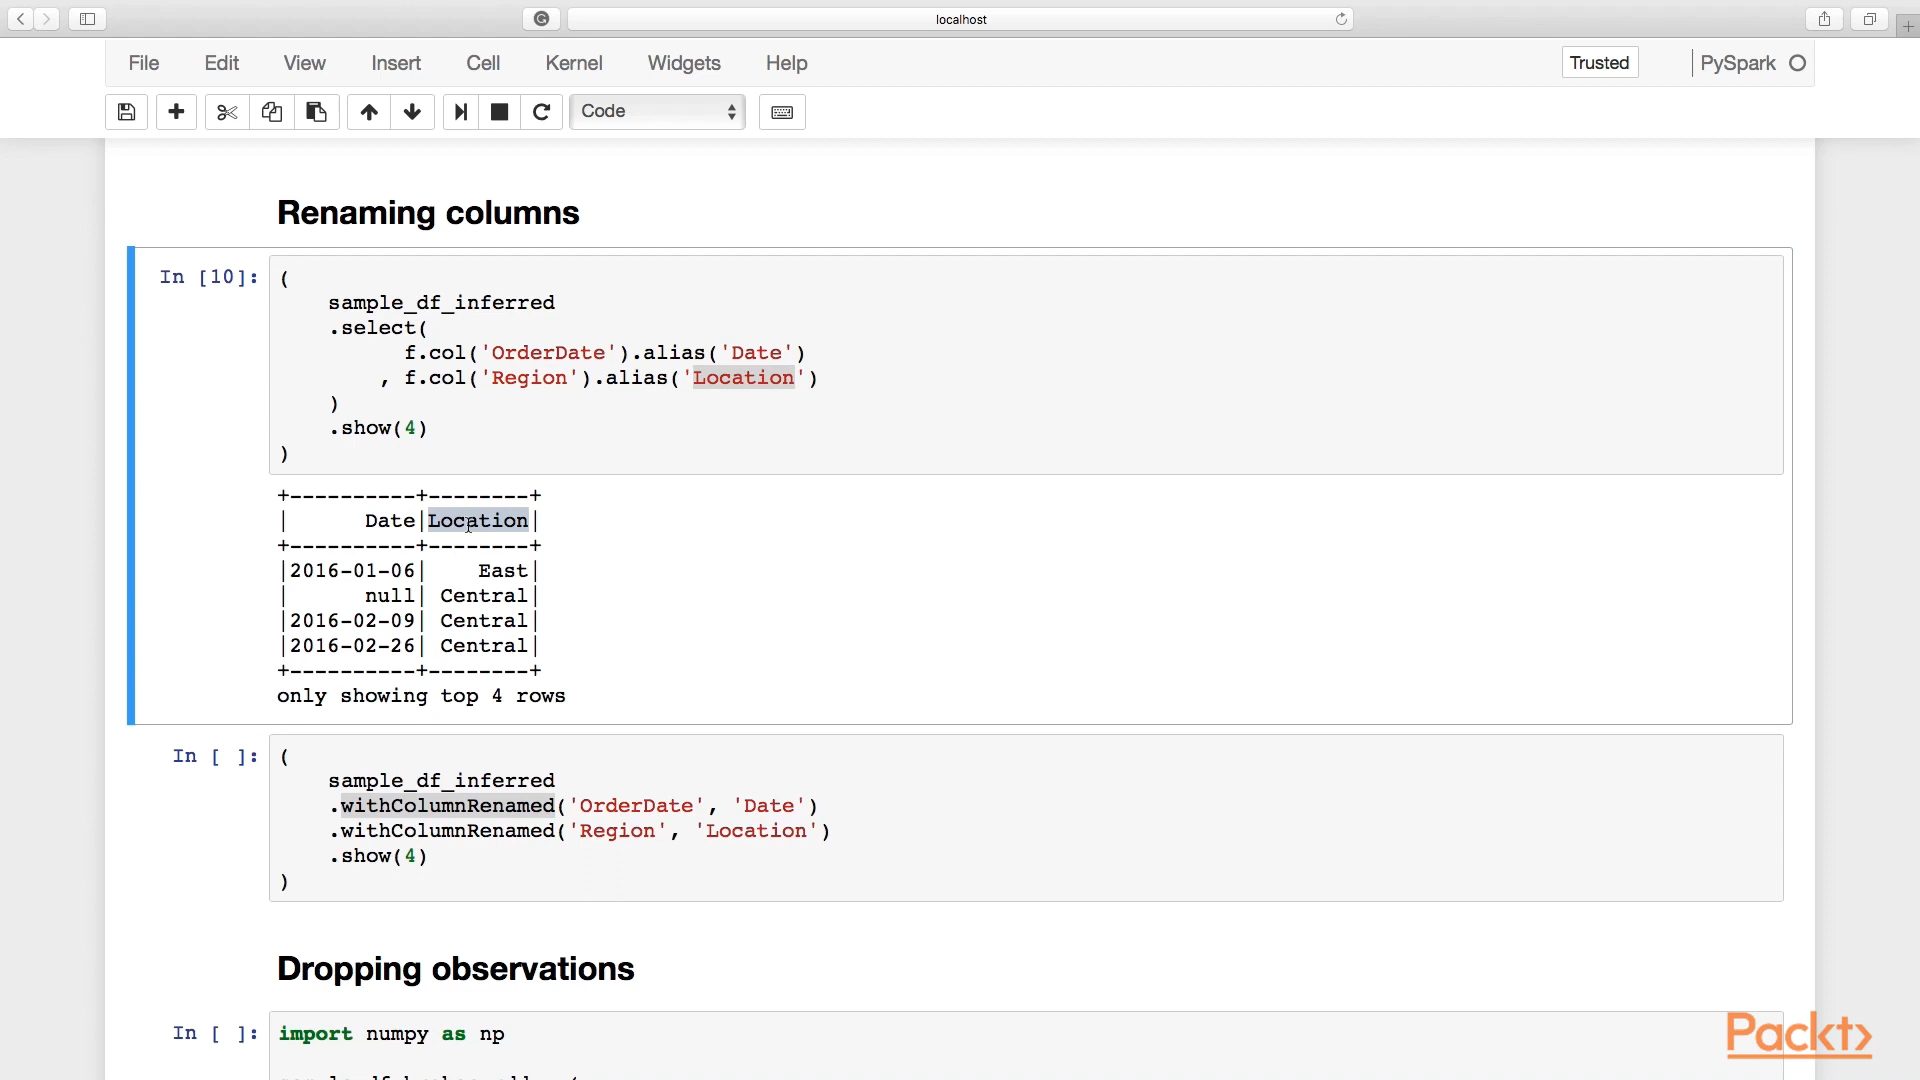 localhost
File Edit View Insert Cell Kernel Widgets Help Trusted PySpark
Code
Renaming columns
In [10]: (
sample_df_inferred
.select(
f.col('OrderDate').alias('Date')
, f.col('Region').alias('Location')
)
.show(4)
)
+----------+--------+
|      Date|Location|
+----------+--------+
|2016-01-06|    East|
|      null| Central|
|2016-02-09| Central|
|2016-02-26| Central|
+----------+--------+
only showing top 4 rows
In [ ]: (
sample_df_inferred
.withColumnRenamed('OrderDate', 'Date')
.withColumnRenamed('Region', 'Location')
.show(4)
)
Dropping observations
In [ ]: import numpy as np
Packt>